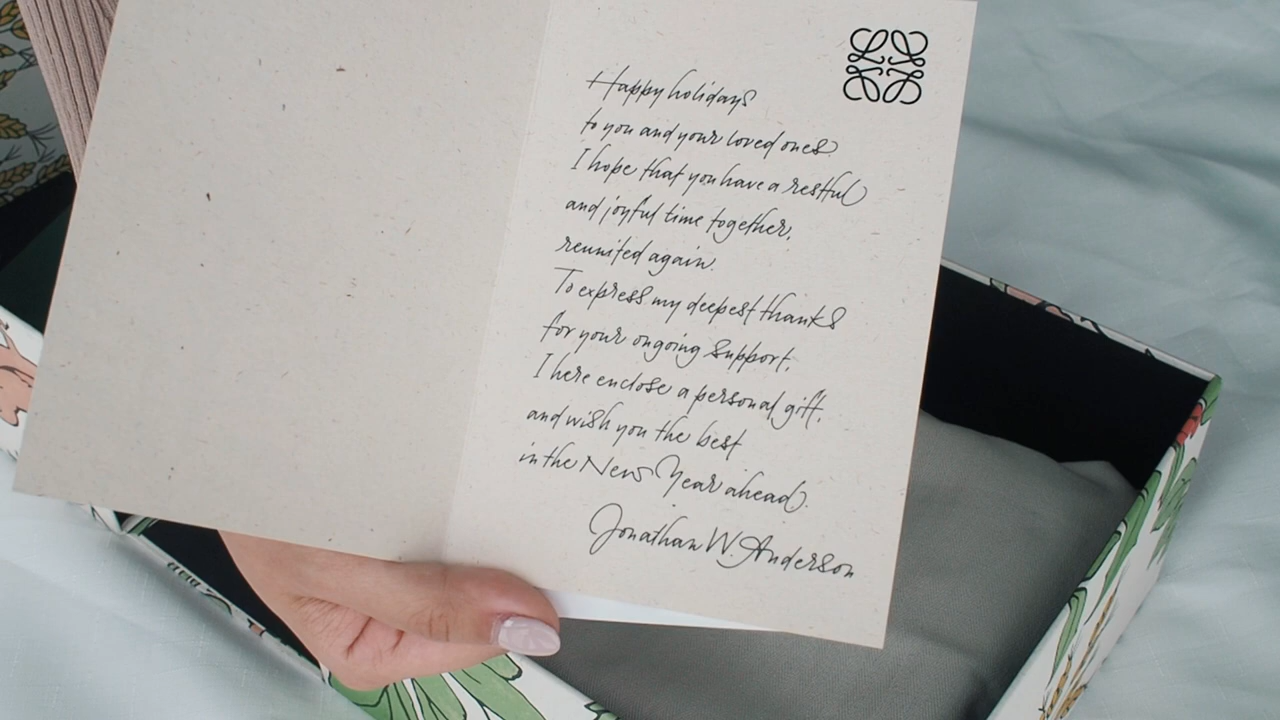 Happy holidays
to you and your loved ones.
I hope that you have a restful
and joyful time together,
reunited again.
To express my deepest thanks
for your ongoing support,
I here enclose a personal gift,
and wish you the best
in the New Year ahead.
Jonathan W. Anderson